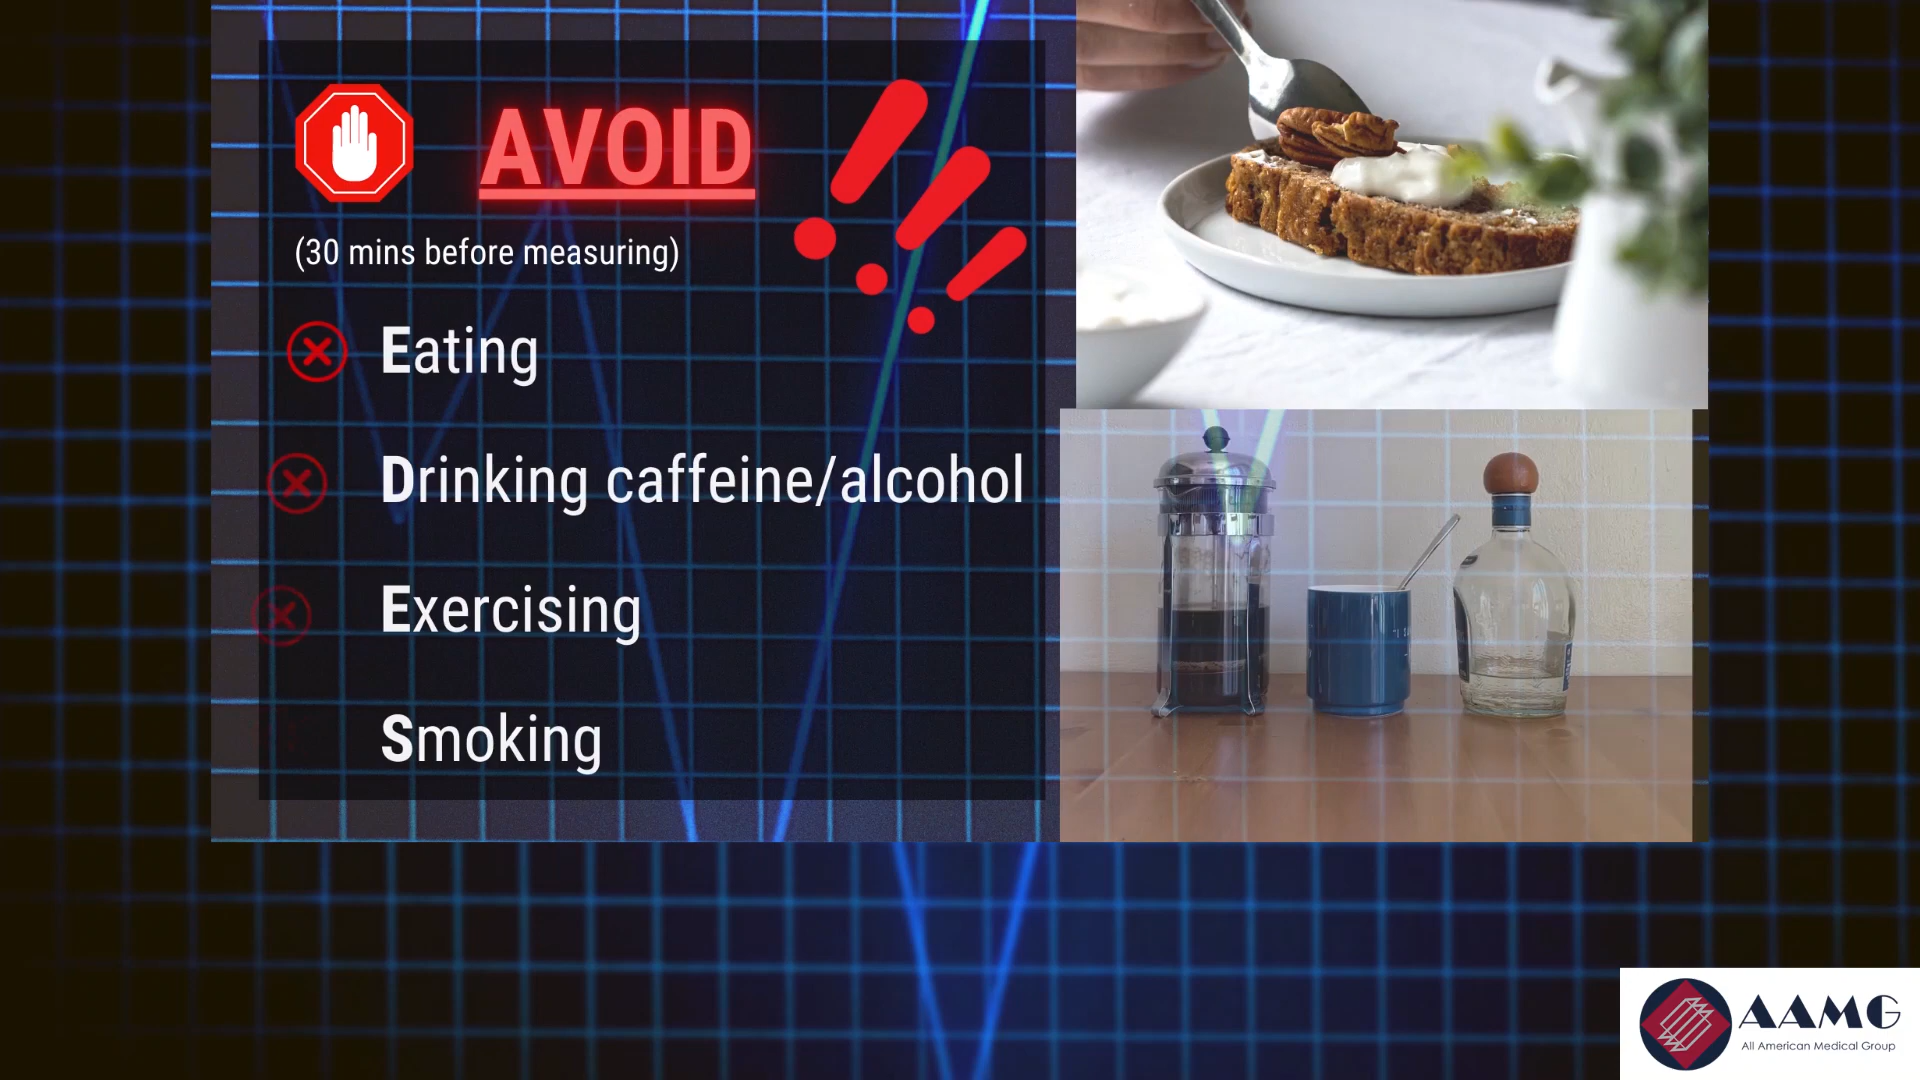 AVOID
(30 mins before measuring)
Eating
Drinking caffeine/alcohol
Exercising
Smoking
AAMG
All American Medical Group